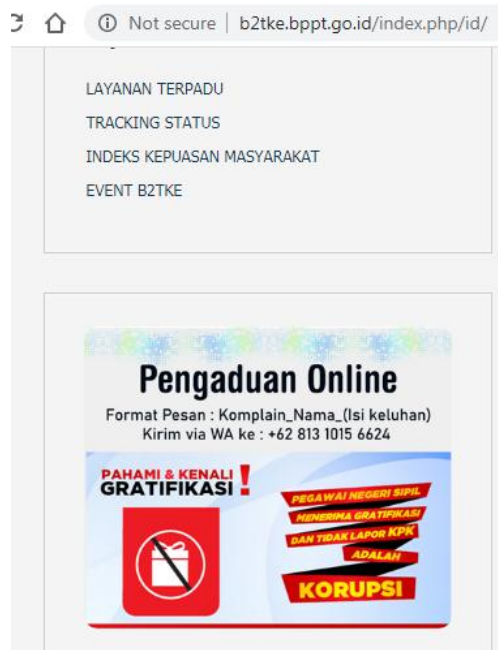 Not secure | b2tke.bppt.go.id/index.php/id/
LAYANAN TERPADU
TRACKING STATUS
INDEKS KEPUASAN MASYARAKAT
EVENT B2TKE
Pengaduan Online
Format Pesan : Komplain_Nama_(Isi keluhan)
Kirim via WA ke : +62 813 1015 6624
PAHAMI & KENALI
GRATIFIKASI !
PEGAWAI NEGERI SIPIL
MENERIMA GRATIFIKASI
DAN TIDAK LAPOR KPK
ADALAH
KORUPSI